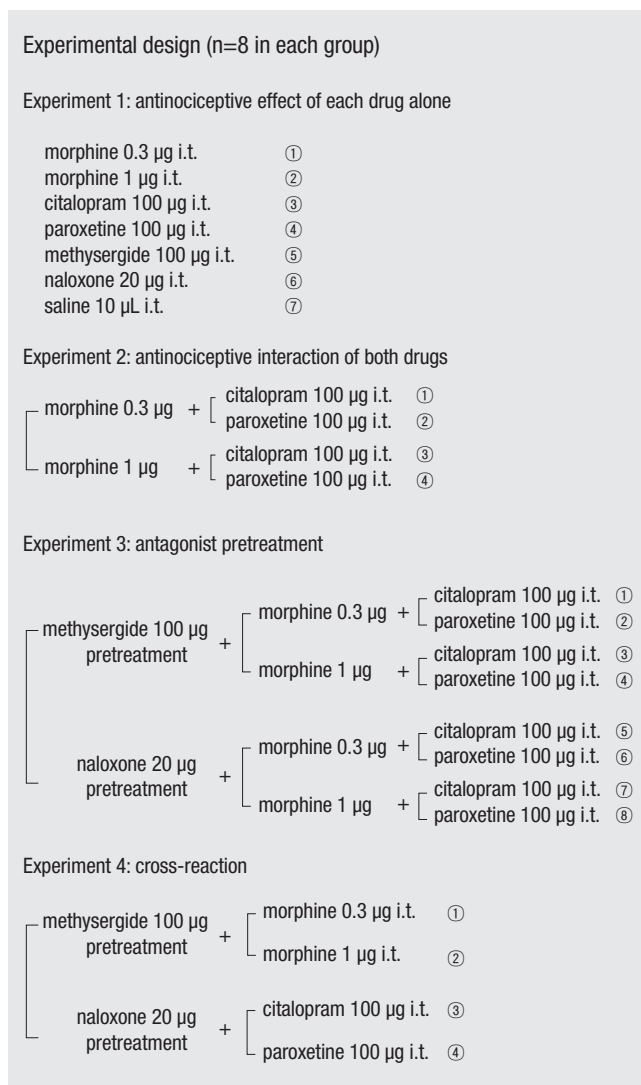 Experimental design (n=8 in each group)
Experiment 1: antinociceptive effect of each drug alone
morphine 0.3 µg i.t. ①
morphine 1 µg i.t. ②
citalopram 100 µg i.t. ③
paroxetine 100 µg i.t. ④
methysergide 100 µg i.t. ⑤
naloxone 20 µg i.t. ⑥
saline 10 µL i.t. ⑦
Experiment 2: antinociceptive interaction of both drugs
morphine 0.3 µg +
citalopram 100 µg i.t. ①
paroxetine 100 µg i.t. ②
morphine 1 µg +
citalopram 100 µg i.t. ③
paroxetine 100 µg i.t. ④
Experiment 3: antagonist pretreatment
methysergide 100 µg
pretreatment
+
morphine 0.3 µg +
citalopram 100 µg i.t. ①
paroxetine 100 µg i.t. ②
morphine 1 µg +
citalopram 100 µg i.t. ③
paroxetine 100 µg i.t. ④
naloxone 20 µg
pretreatment
+
morphine 0.3 µg +
citalopram 100 µg i.t. ⑤
paroxetine 100 µg i.t. ⑥
morphine 1 µg +
citalopram 100 µg i.t. ⑦
paroxetine 100 µg i.t. ⑧
Experiment 4: cross-reaction
methysergide 100 µg
pretreatment
+
morphine 0.3 µg i.t. ①
morphine 1 µg i.t. ②
naloxone 20 µg
pretreatment
+
citalopram 100 µg i.t. ③
paroxetine 100 µg i.t. ④